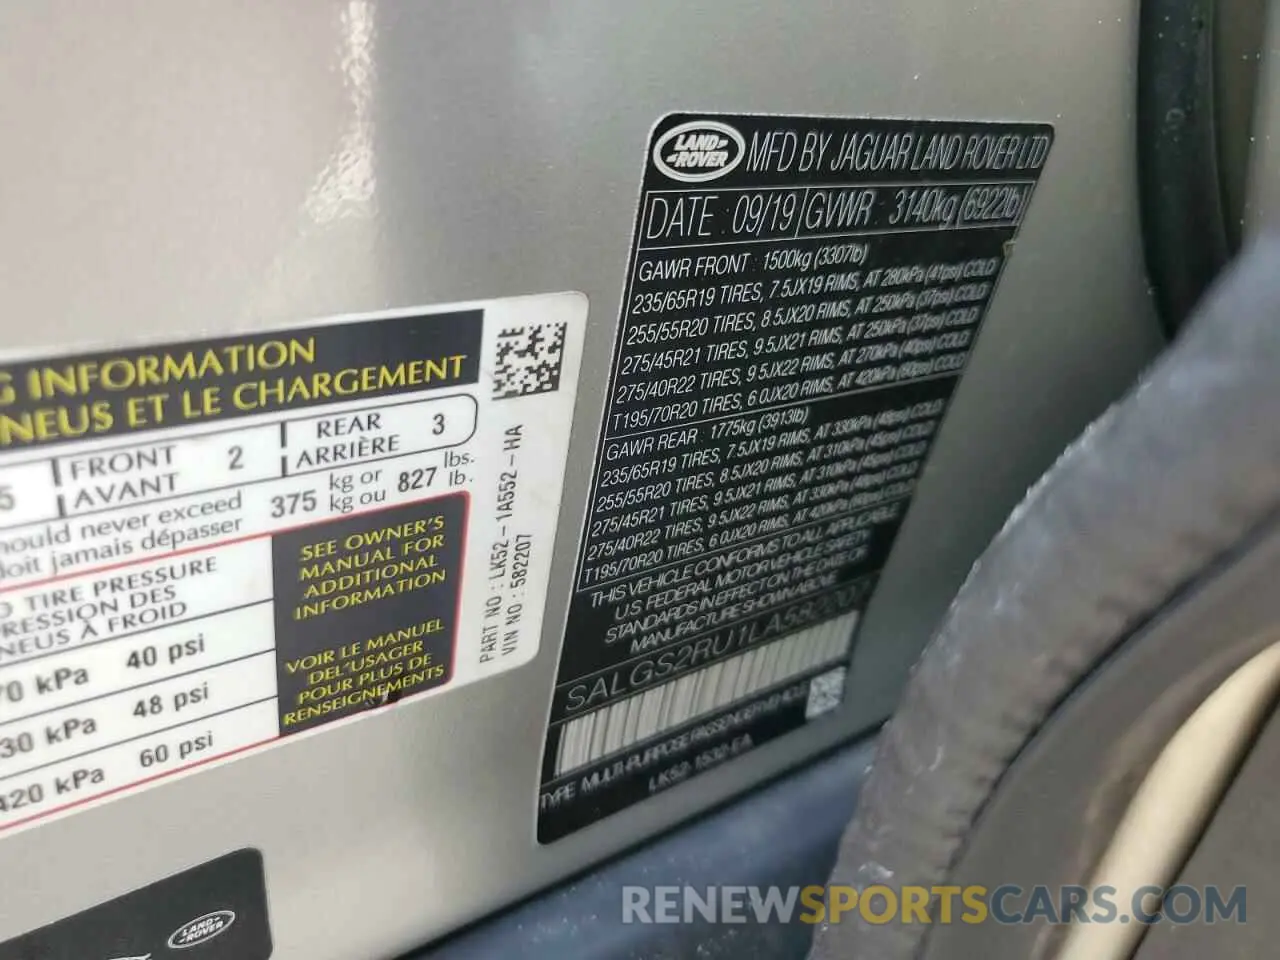 G INFORMATION
NEUS ET LE CHARGEMENT
5 FRONT AVANT 2 REAR ARRIÈRE 3
hould never exceed
doit jamais dépasser 375 kg or kg ou 827 lbs. lb.
TIRE PRESSURE
RESSION DES
NEUS À FROID
70 kPa 40 psi
30 kPa 48 psi
420 kPa 60 psi
SEE OWNER'S
MANUAL FOR
ADDITIONAL
INFORMATION
VOIR LE MANUEL
DEL'USAGER
POUR PLUS DE
RENSEIGNEMENTS
PART NO : LK52-1A552-HA
VIN NO : 582207
LAND ROVER
MFD BY JAGUAR LAND ROVER LTD
DATE : 09/19 GVWR : 3140kg (6922lb)
GAWR FRONT : 1500kg (3307lb)
235/65R19 TIRES, 7.5JX19 RIMS, AT 280kPa (41psi) COLD
255/55R20 TIRES, 8.5JX20 RIMS, AT 250kPa (37psi) COLD
275/45R21 TIRES, 9.5JX21 RIMS, AT 250kPa (37psi) COLD
275/40R22 TIRES, 9.5JX22 RIMS, AT 270kPa (40psi) COLD
T195/70R20 TIRES, 6.0JX20 RIMS, AT 420kPa (60psi) COLD
GAWR REAR : 1775kg (3913lb)
235/65R19 TIRES, 7.5JX19 RIMS, AT 330kPa (48psi) COLD
255/55R20 TIRES, 8.5JX20 RIMS, AT 310kPa (45psi) COLD
275/45R21 TIRES, 9.5JX21 RIMS, AT 310kPa (45psi) COLD
275/40R22 TIRES, 9.5JX22 RIMS, AT 330kPa (48psi) COLD
T195/70R20 TIRES, 6.0JX20 RIMS, AT 420kPa (60psi) COLD
THIS VEHICLE CONFORMS TO ALL APPLICABLE
U.S. FEDERAL MOTOR VEHICLE SAFETY
STANDARDS IN EFFECT ON THE DATE OF
MANUFACTURE SHOWN ABOVE
SALGS2RU1LA582207
TYPE MULTI-PURPOSE PASSENGER VEHICLE
LK52-1532-EA
LAND ROVER
RENEWSPORTSCARS.COM